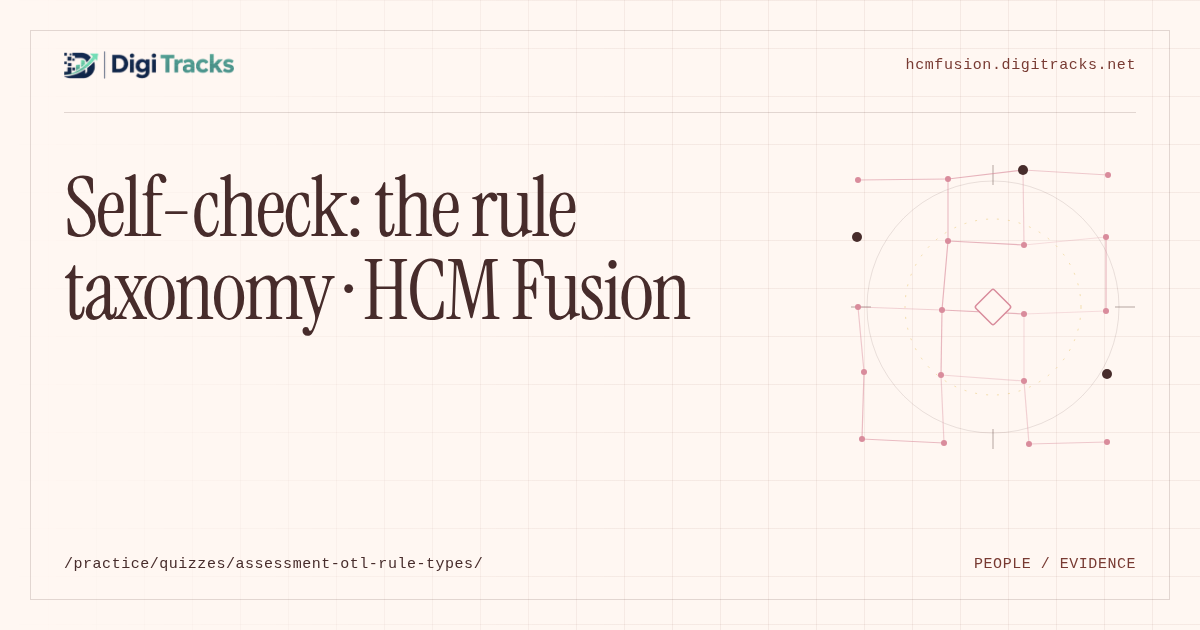 Digi Tracks
hcmfusion.digitracks.net
Self-check: the rule
taxonomy · HCM Fusion
/practice/quizzes/assessment-otl-rule-types/
PEOPLE / EVIDENCE